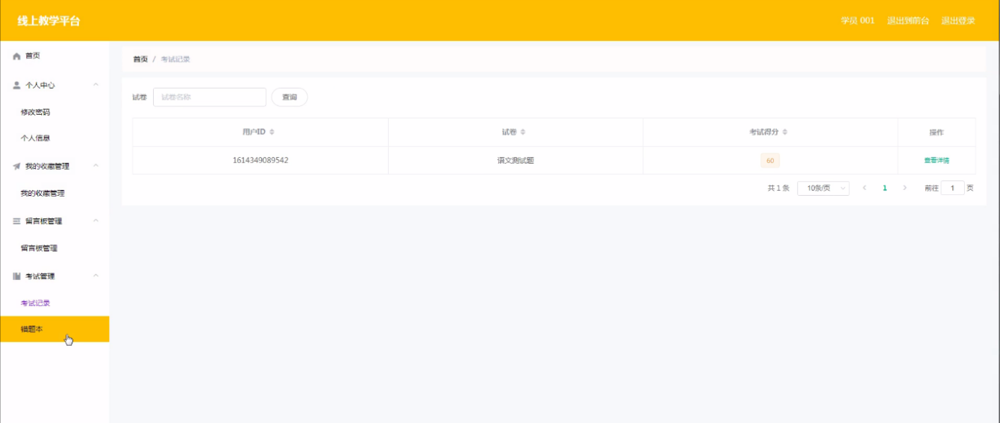 线上教学平台
学员 001 退出到前台 退出登录
首页
个人中心
修改密码
个人信息
我的收藏管理
我的收藏管理
留言板管理
留言板管理
考试管理
考试记录
错题本
首页 / 考试记录
试卷 试卷名称 查询
用户ID 试卷 考试得分 操作
1614349089542 语文测试题 60 查看详情
共 1 条 10条/页 1 前往 1 页